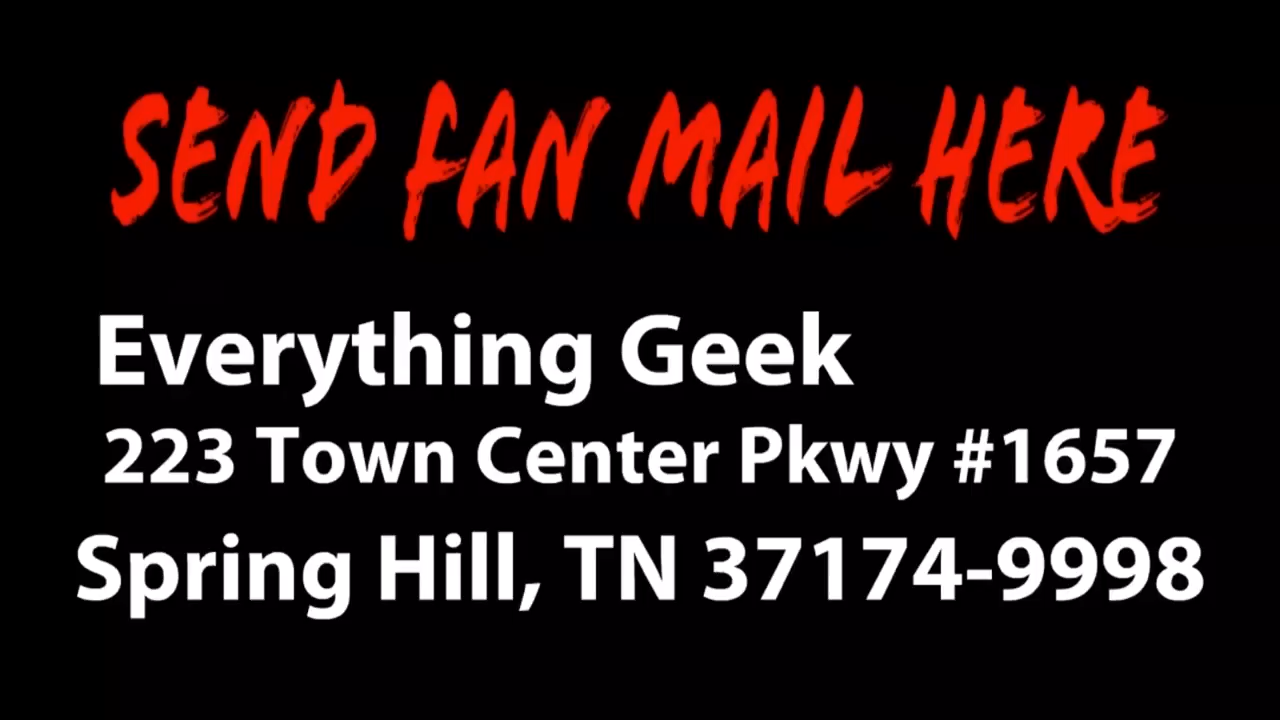 SEND FAN MAIL HERE
Everything Geek
223 Town Center Pkwy #1657
Spring Hill, TN 37174-9998